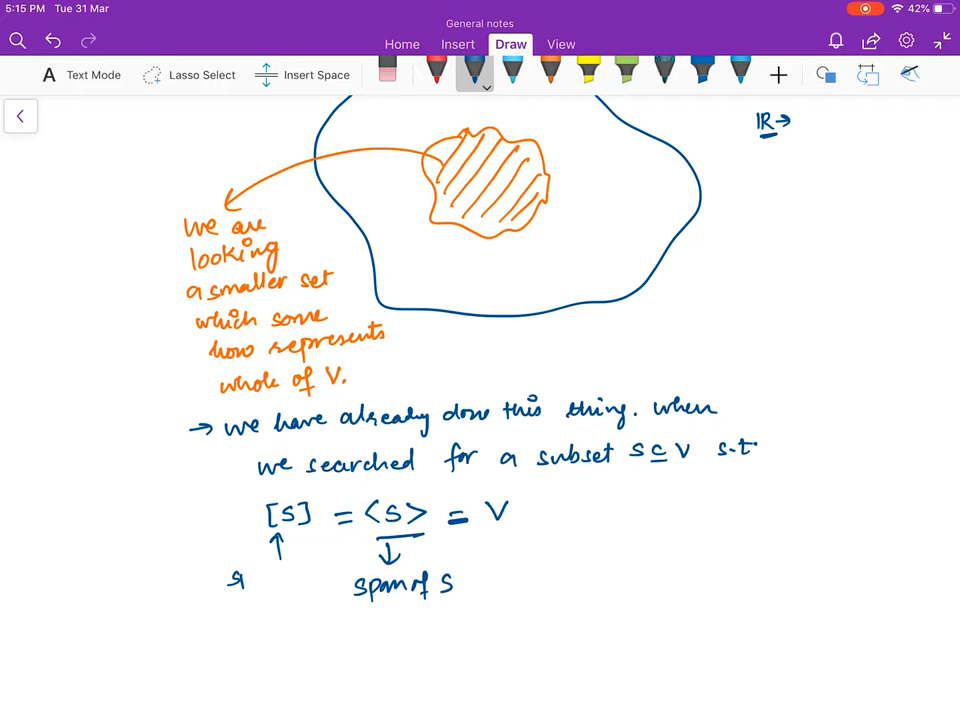 5:15 PM Tue 31 Mar
42%
General notes
Home Insert Draw View
A Text Mode Lasso Select Insert Space
IR→
We are
looking
a smaller set
which some
how represents
whole of V.
→ we have already done this thing. when
we searched for a subset S ⊆ V s.t.
[S] = <S> = V
↑ ↓
span of S